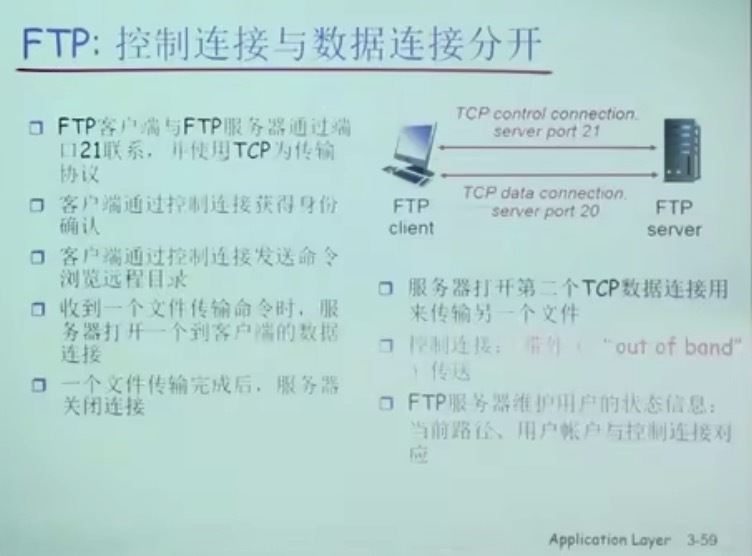 FTP: 控制连接与数据连接分开
FTP客户端与FTP服务器通过端
口21联系，并使用TCP为传输
协议
客户端通过控制连接获得身份
确认
客户端通过控制连接发送命令
浏览远程目录
收到一个文件传输命令时，服
务器打开一个到客户端的数据
连接
一个文件传输完成后，服务器
关闭连接
TCP control connection,
server port 21
TCP data connection,
server port 20
FTP
client
FTP
server
服务器打开第二个TCP数据连接用
来传输另一个文件
控制连接： 带外（ “out of band”
）传送
FTP服务器维护用户的状态信息：
当前路径、用户帐户与控制连接对
应
Application Layer 3-59